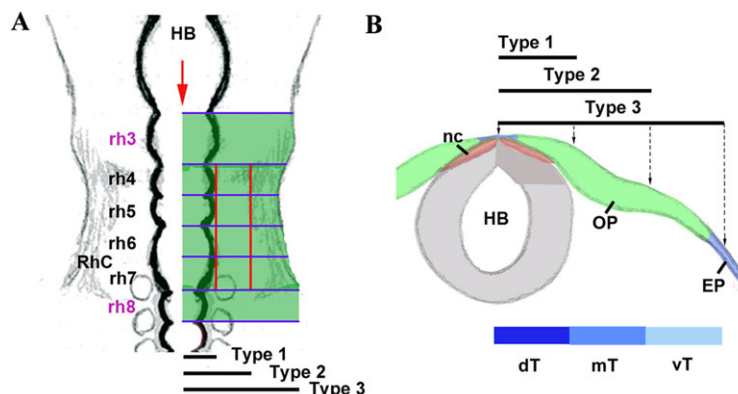 A
HB
rh3
rh4
rh5
rh6
RhC
rh7
rh8
Type 1
Type 2
Type 3
B
Type 1
Type 2
Type 3
nc
HB
OP
EP
dT mT vT